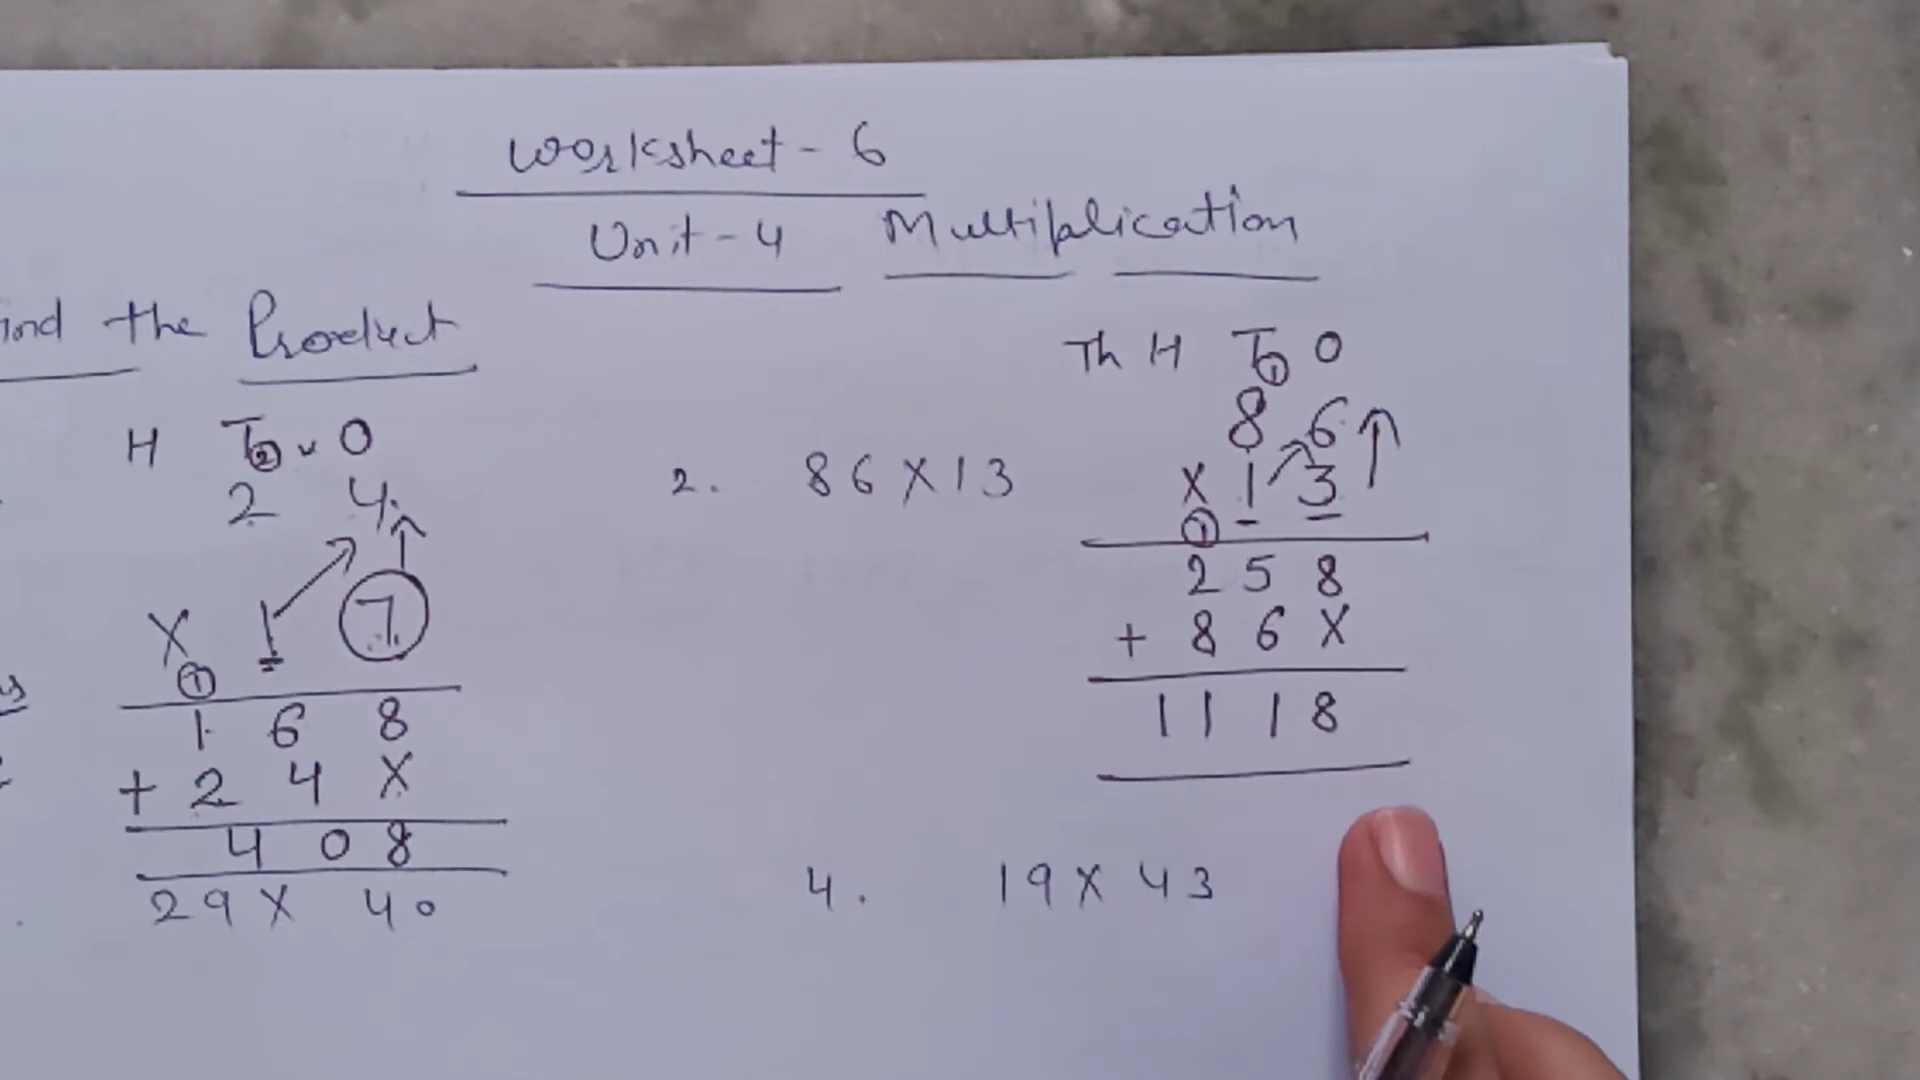 Worksheet - 6
Unit - 4 Multiplication
ind the Product
H T O
②
2 4
X 1 7
①
1 6 8
+ 2 4 X
4 0 8
29 X 40
2. 86 X 13
Th H T O
①
8 6
X 1 3
①
2 5 8
+ 8 6 X
1 1 1 8
4. 19 X 43